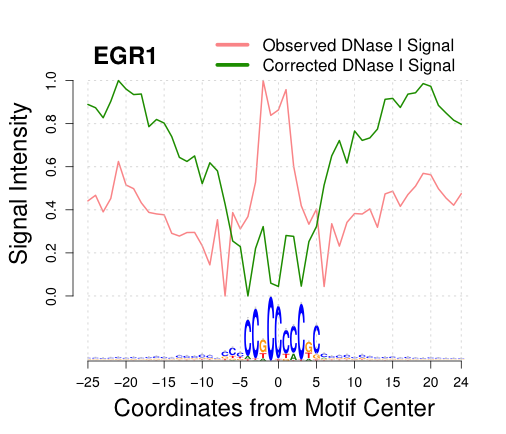 EGR1
Observed DNase I Signal
Corrected DNase I Signal
Signal Intensity
1.0
0.8
0.6
0.4
0.2
0.0
−25 −20 −15 −10 −5 0 5 10 15 20 24
Coordinates from Motif Center